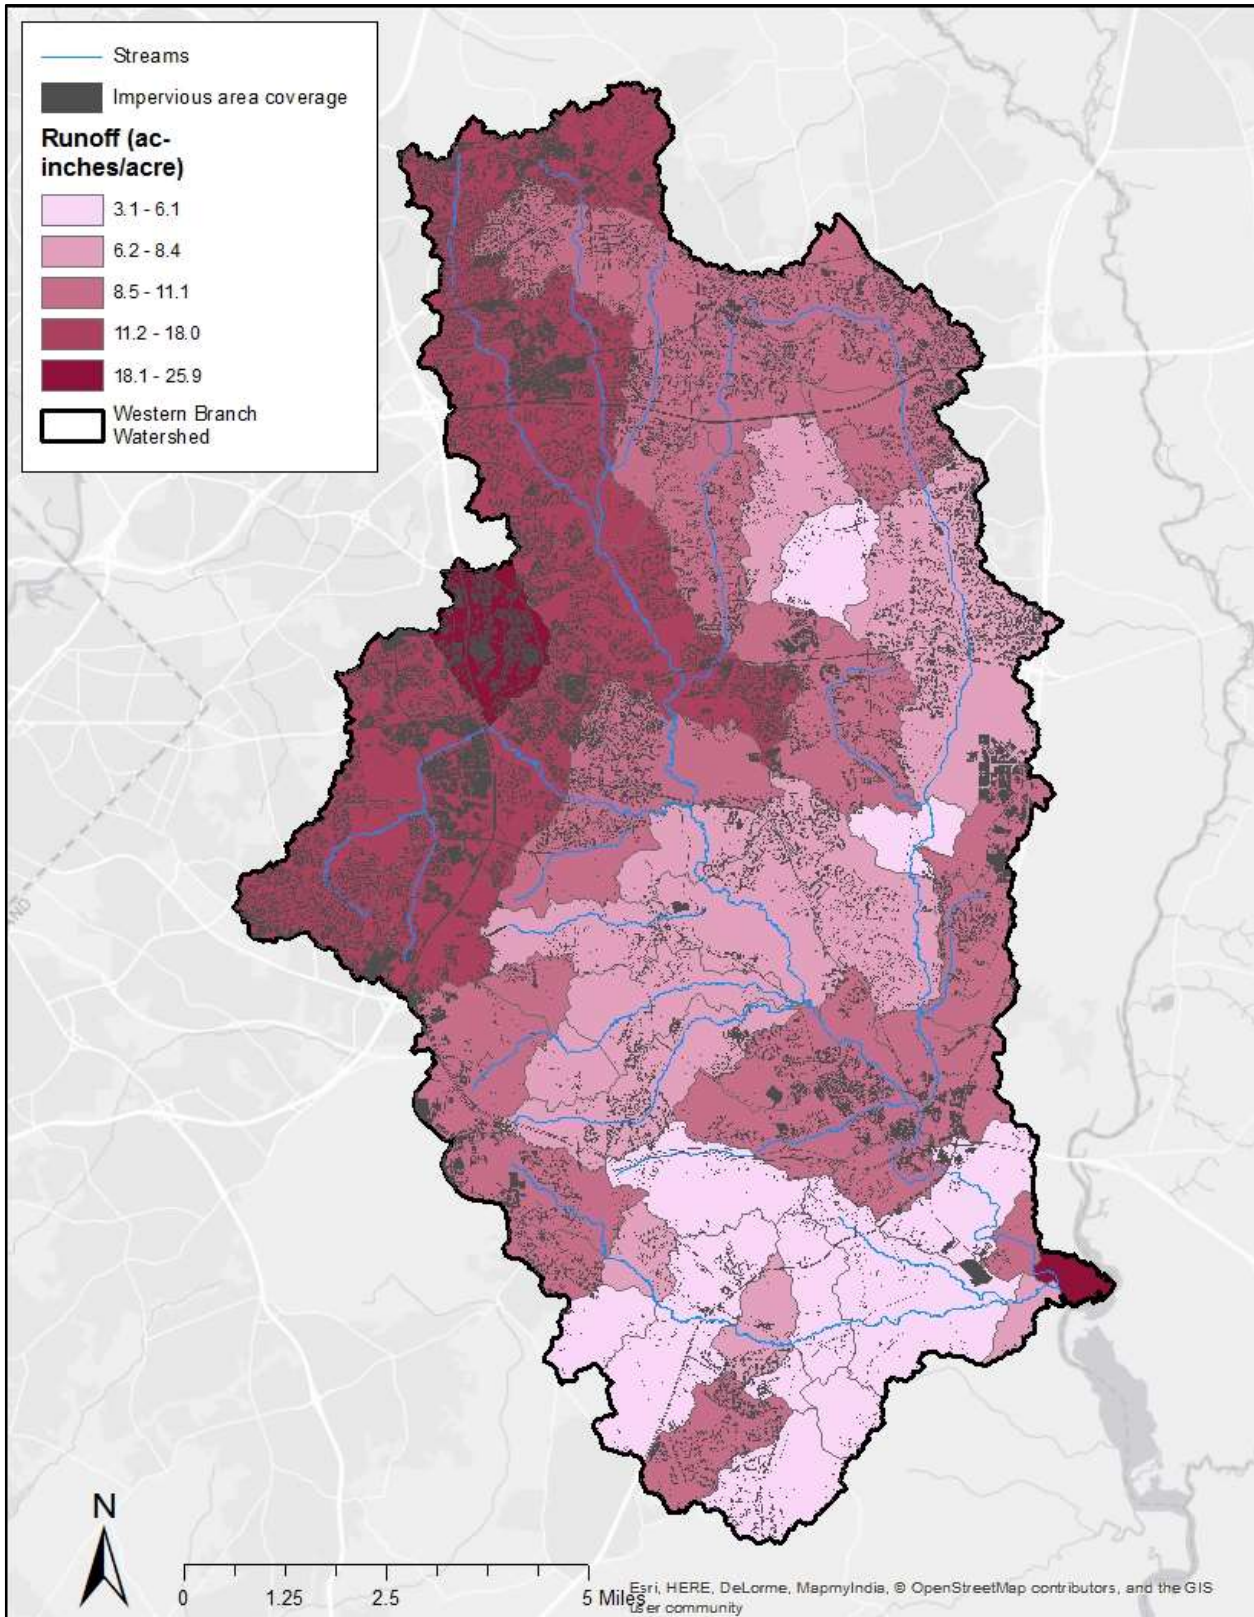 Streams
Impervious area coverage
Runoff (ac-
inches/acre)
3.1 - 6.1
6.2 - 8.4
8.5 - 11.1
11.2 - 18.0
18.1 - 25.9
Western Branch
Watershed
N
0 1.25 2.5 5 Miles
Esri, HERE, DeLorme, MapmyIndia, © OpenStreetMap contributors, and the GIS
user community